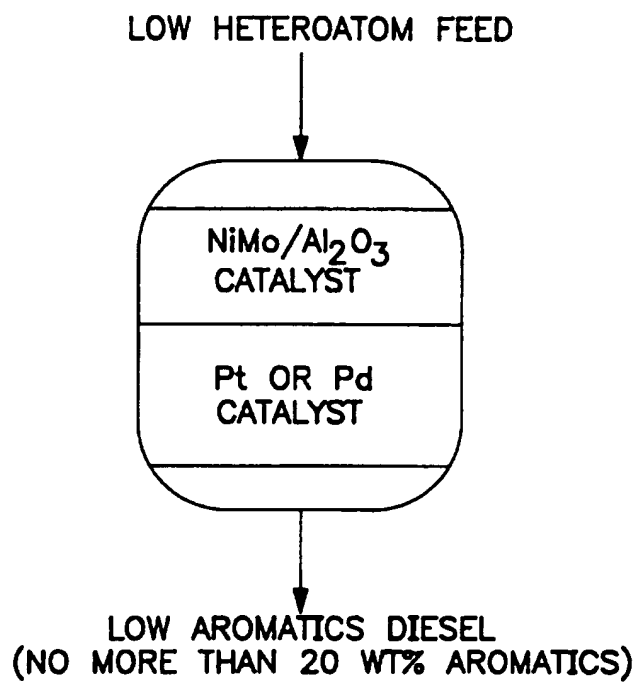 LOW HETEROATOM FEED
NiMo/Al₂O₃
CATALYST
Pt OR Pd
CATALYST
LOW AROMATICS DIESEL
(NO MORE THAN 20 WT% AROMATICS)